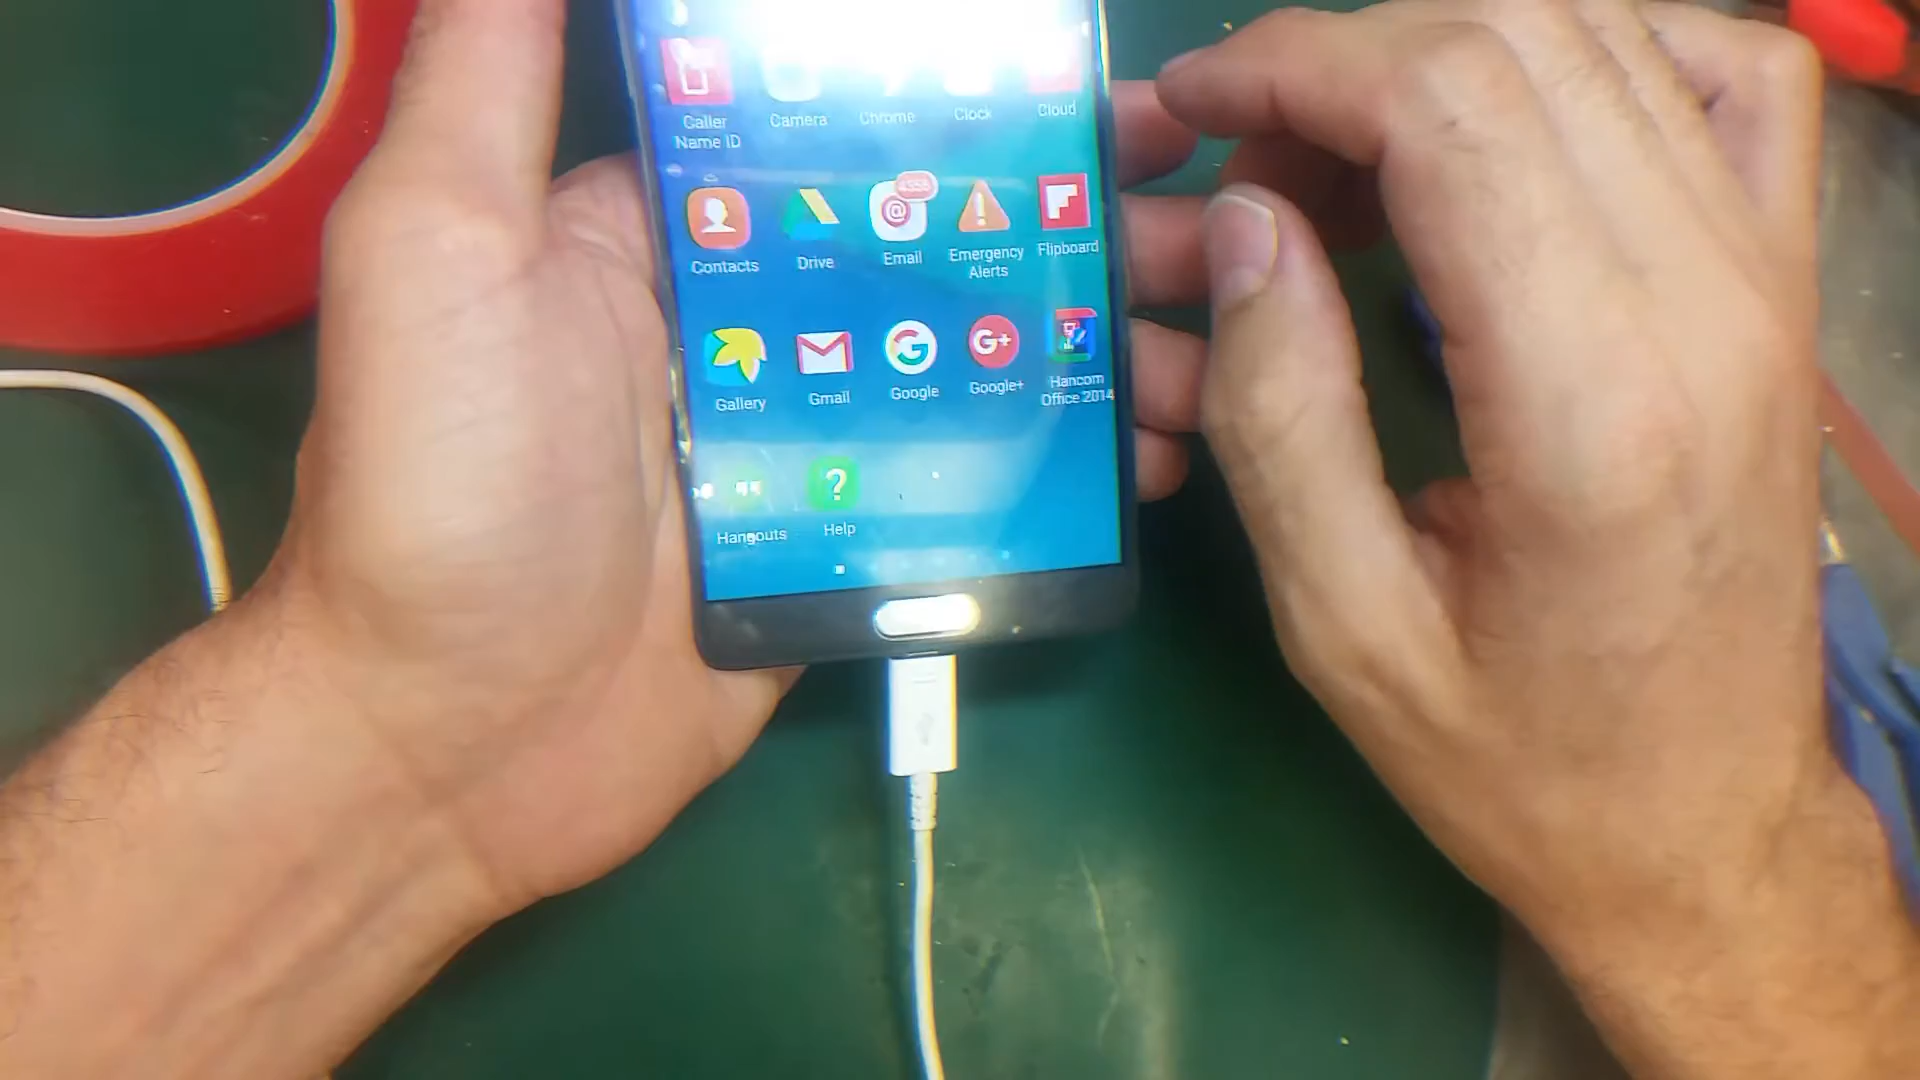 Caller
Name ID
Camera
Chrome
Clock
Cloud
Contacts
Drive
4356
Email
Emergency
Alerts
Flipboard
Gallery
Gmail
Google
G+
Google+
Hancom
Office 2014
Hangouts
?
Help